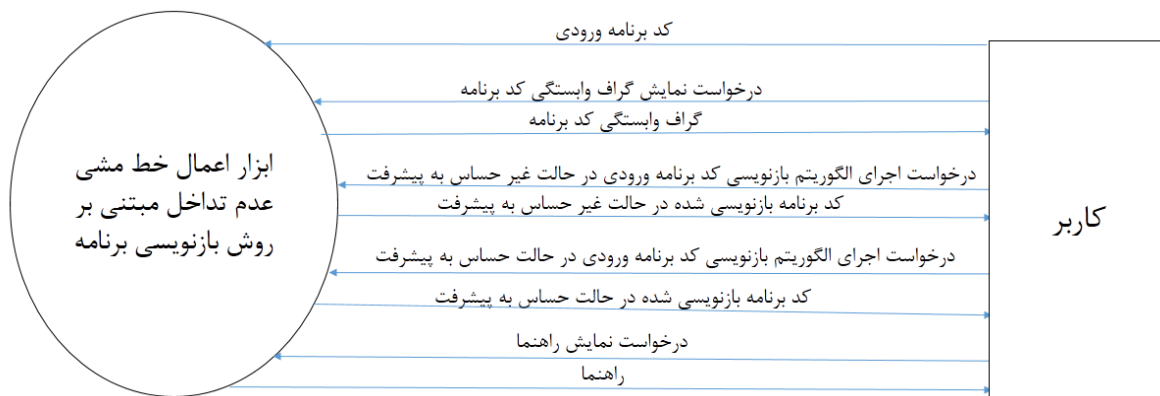 کد برنامه ورودی
درخواست نمایش گراف وابستگی کد برنامه
گراف وابستگی کد برنامه
درخواست اجرای الگوریتم بازنویسی کد برنامه ورودی در حالت غیر حساس به پیشرفت
کد برنامه بازنویسی شده در حالت غیر حساس به پیشرفت
درخواست اجرای الگوریتم بازنویسی کد برنامه ورودی در حالت حساس به پیشرفت
کد برنامه بازنویسی شده در حالت حساس به پیشرفت
درخواست نمایش راهنما
راهنما
کاربر
ابزار اعمال خط مشی
عدم تداخل مبتنی بر
روش بازنویسی برنامه